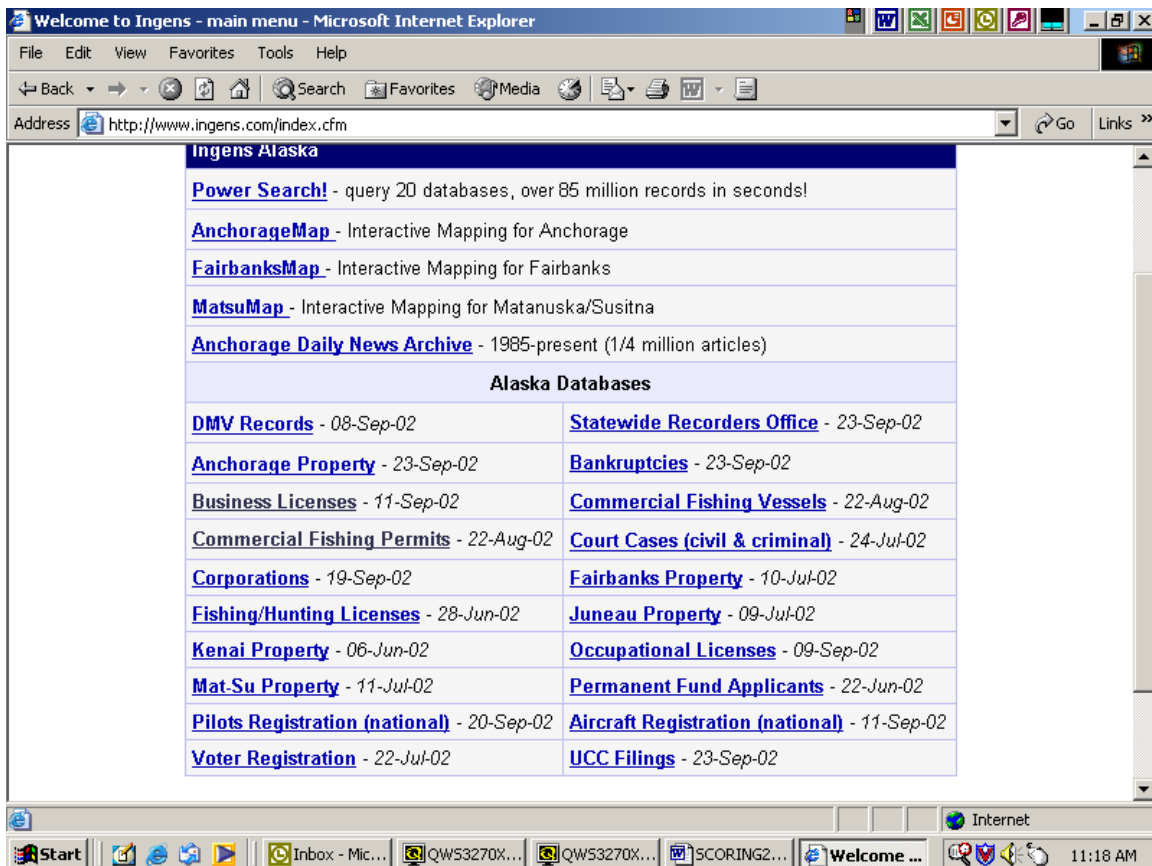 Welcome to Ingens - main menu - Microsoft Internet Explorer
File Edit View Favorites Tools Help
Back Search Favorites Media
Address http://www.ingens.com/index.cfm Go Links »
Ingens Alaska
Power Search! - query 20 databases, over 85 million records in seconds!
AnchorageMap - Interactive Mapping for Anchorage
FairbanksMap - Interactive Mapping for Fairbanks
MatsuMap - Interactive Mapping for Matanuska/Susitna
Anchorage Daily News Archive - 1985-present (1/4 million articles)
Alaska Databases
DMV Records - 08-Sep-02 Statewide Recorders Office - 23-Sep-02
Anchorage Property - 23-Sep-02 Bankruptcies - 23-Sep-02
Business Licenses - 11-Sep-02 Commercial Fishing Vessels - 22-Aug-02
Commercial Fishing Permits - 22-Aug-02 Court Cases (civil & criminal) - 24-Jul-02
Corporations - 19-Sep-02 Fairbanks Property - 10-Jul-02
Fishing/Hunting Licenses - 28-Jun-02 Juneau Property - 09-Jul-02
Kenai Property - 06-Jun-02 Occupational Licenses - 09-Sep-02
Mat-Su Property - 11-Jul-02 Permanent Fund Applicants - 22-Jun-02
Pilots Registration (national) - 20-Sep-02 Aircraft Registration (national) - 11-Sep-02
Voter Registration - 22-Jul-02 UCC Filings - 23-Sep-02
Internet
Start Inbox - Mic... QWS3270X... QWS3270X... SCORING2... Welcome ... 11:18 AM